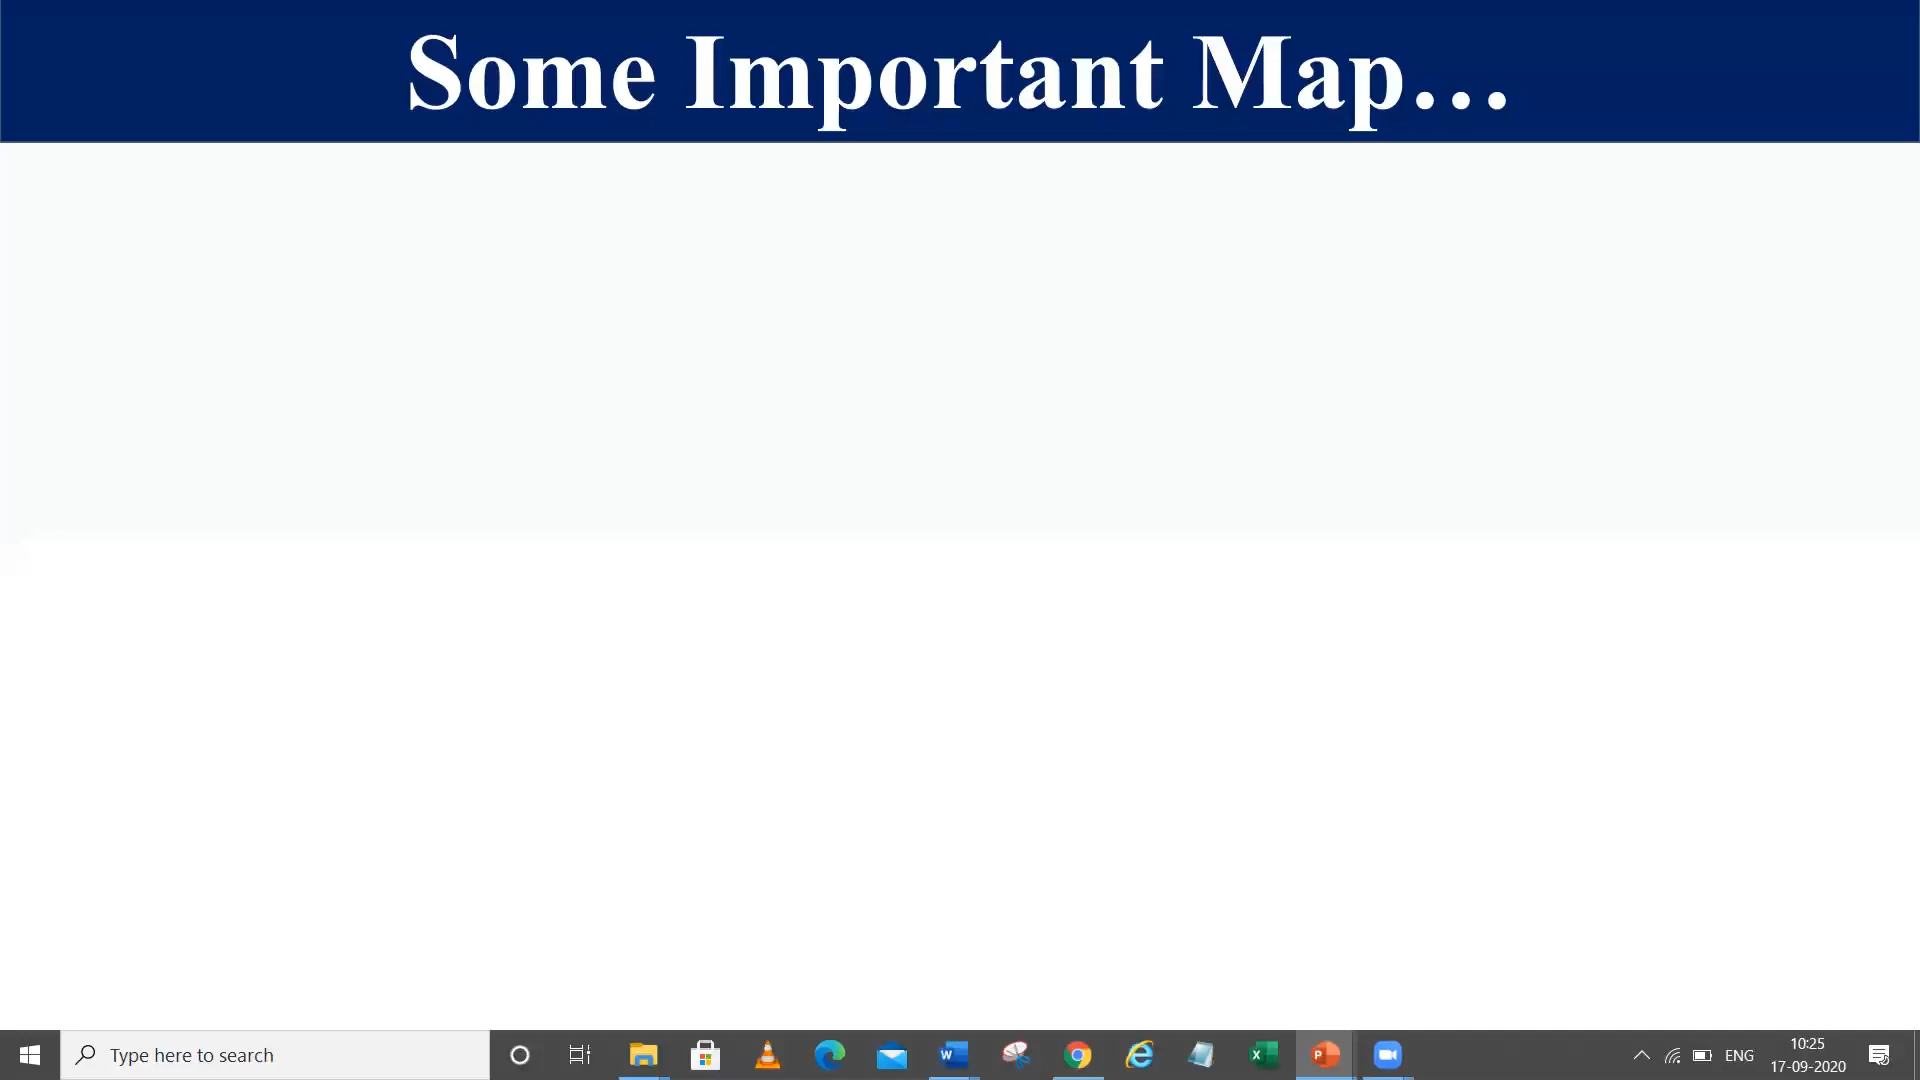 Some Important Map...
Type here to search
ENG
10:25
17-09-2020